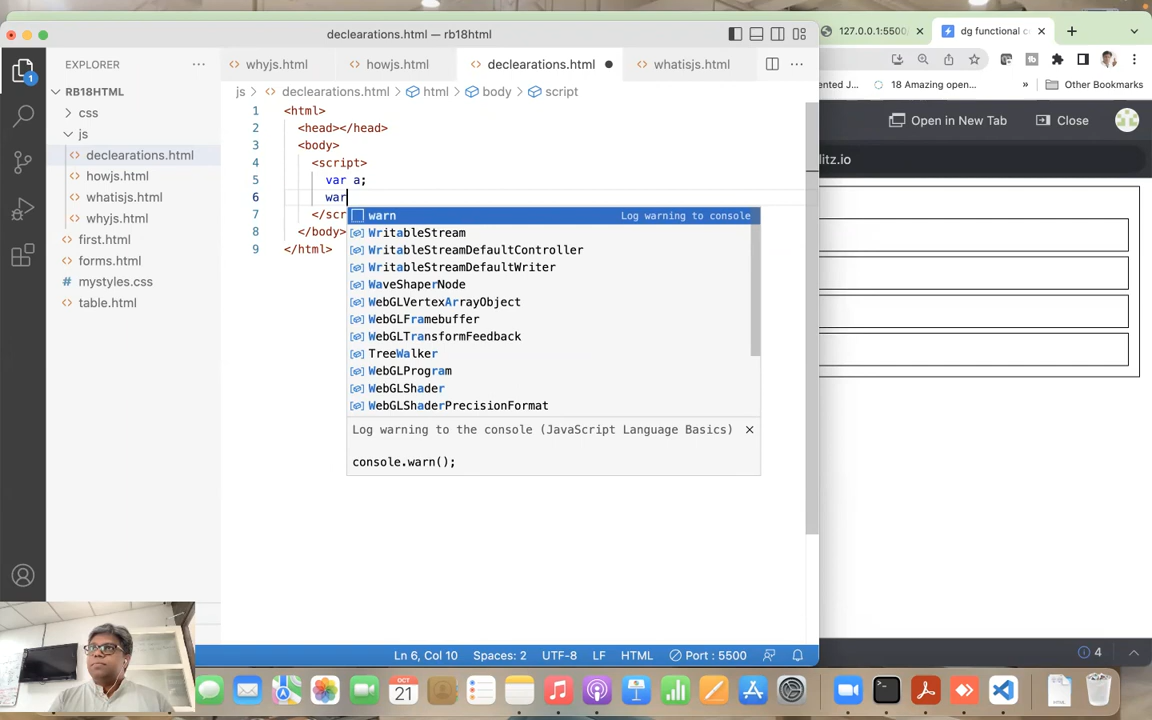 declearations.html — rb18html
127.0.0.1:5500
dg functional c
EXPLORER
whyjs.html
howjs.html
declearations.html
whatisjs.html
RB18HTML
css
js
declearations.html
howjs.html
whatisjs.html
whyjs.html
first.html
forms.html
mystyles.css
table.html
js
declearations.html
html
body
script
1 <html>
2 <head></head>
3 <body>
4 <script>
5 var a;
6 war
7 </scr
8 </body>
9 </html>
warn Log warning to console
WritableStream
WritableStreamDefaultController
WritableStreamDefaultWriter
WaveShaperNode
WebGLVertexArrayObject
WebGLFramebuffer
WebGLTransformFeedback
TreeWalker
WebGLProgram
WebGLShader
WebGLShaderPrecisionFormat
Log warning to the console (JavaScript Language Basics)
console.warn();
ented J...
18 Amazing open...
»
Other Bookmarks
Open in New Tab
Close
litz.io
4
1
Ln 6, Col 10 Spaces: 2 UTF-8 LF HTML Port : 5500
OCT
21